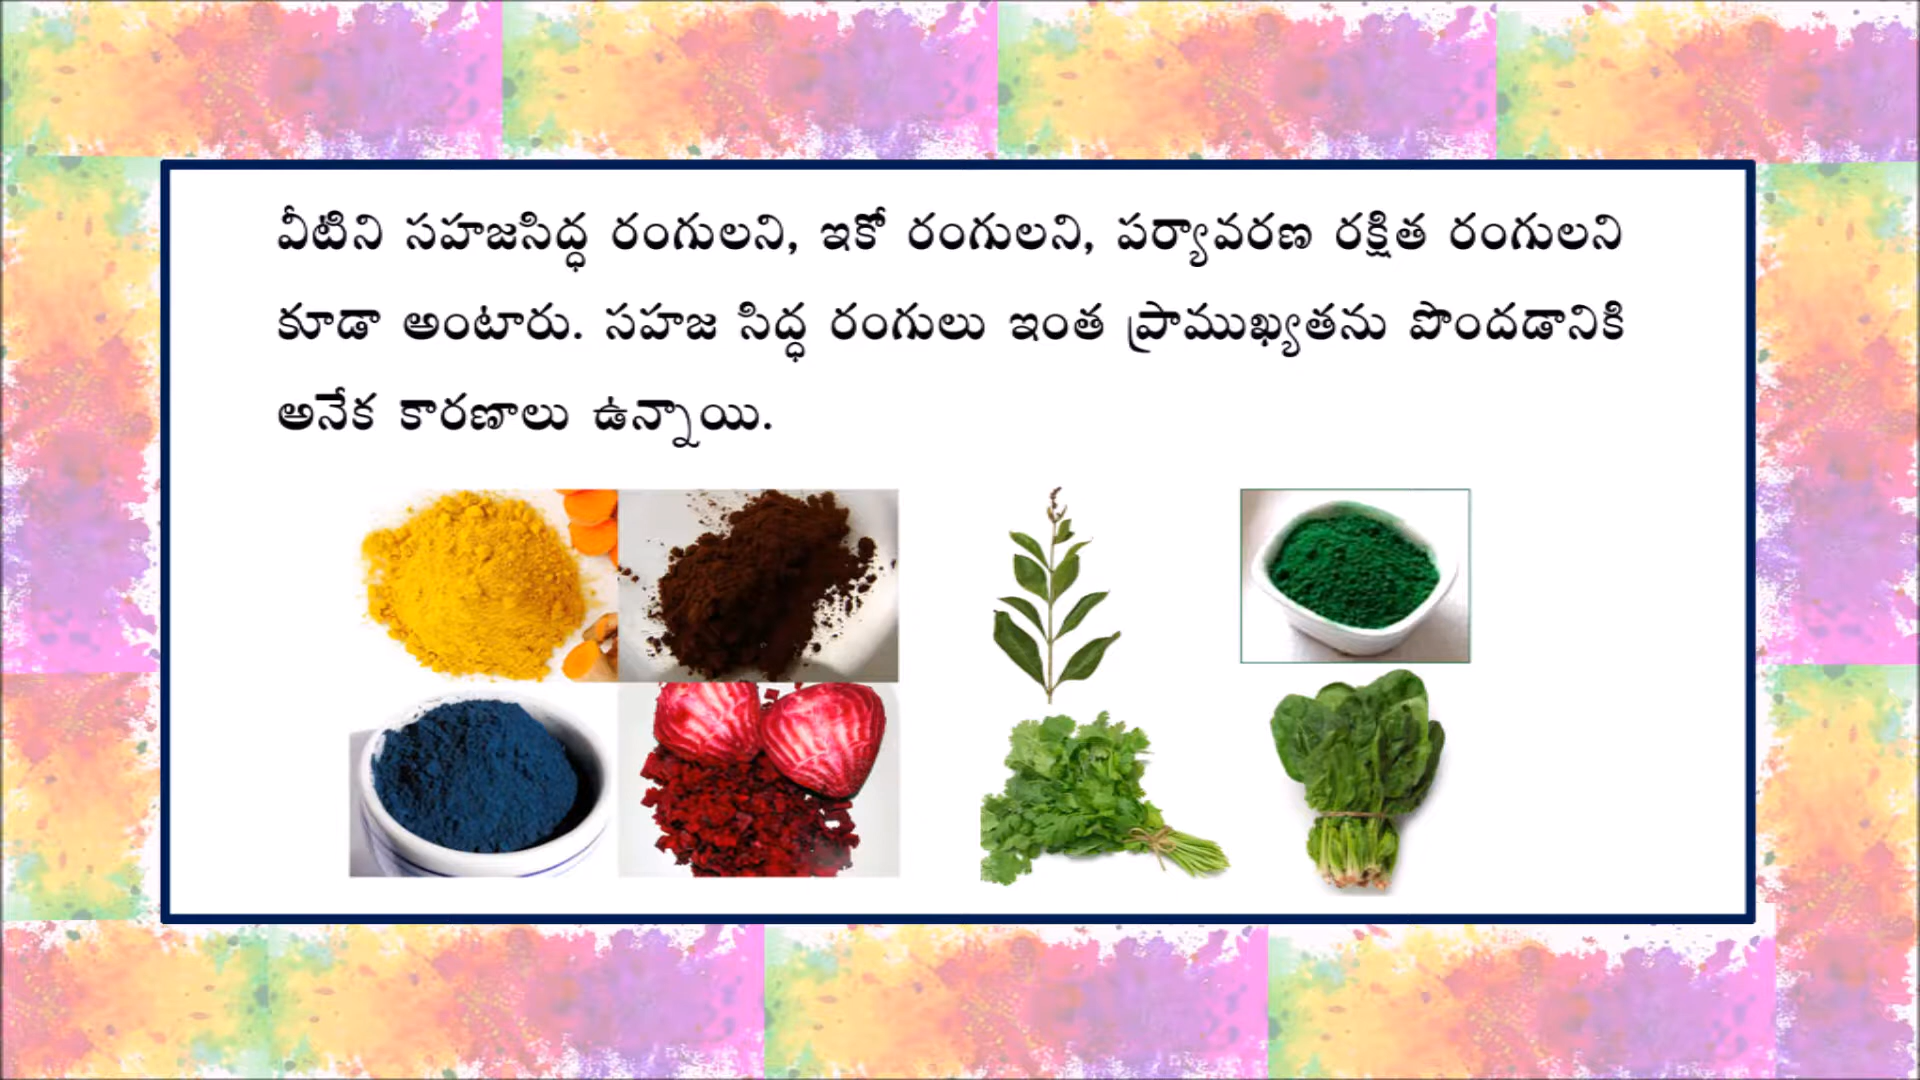 వీటిని సహజసిద్ధ రంగులని, ఇకో రంగులని, పర్యావరణ రక్షిత రంగులని
కూడా అంటారు. సహజ సిద్ధ రంగులు ఇంత ప్రాముఖ్యతను పొందడానికి
అనేక కారణాలు ఉన్నాయి.